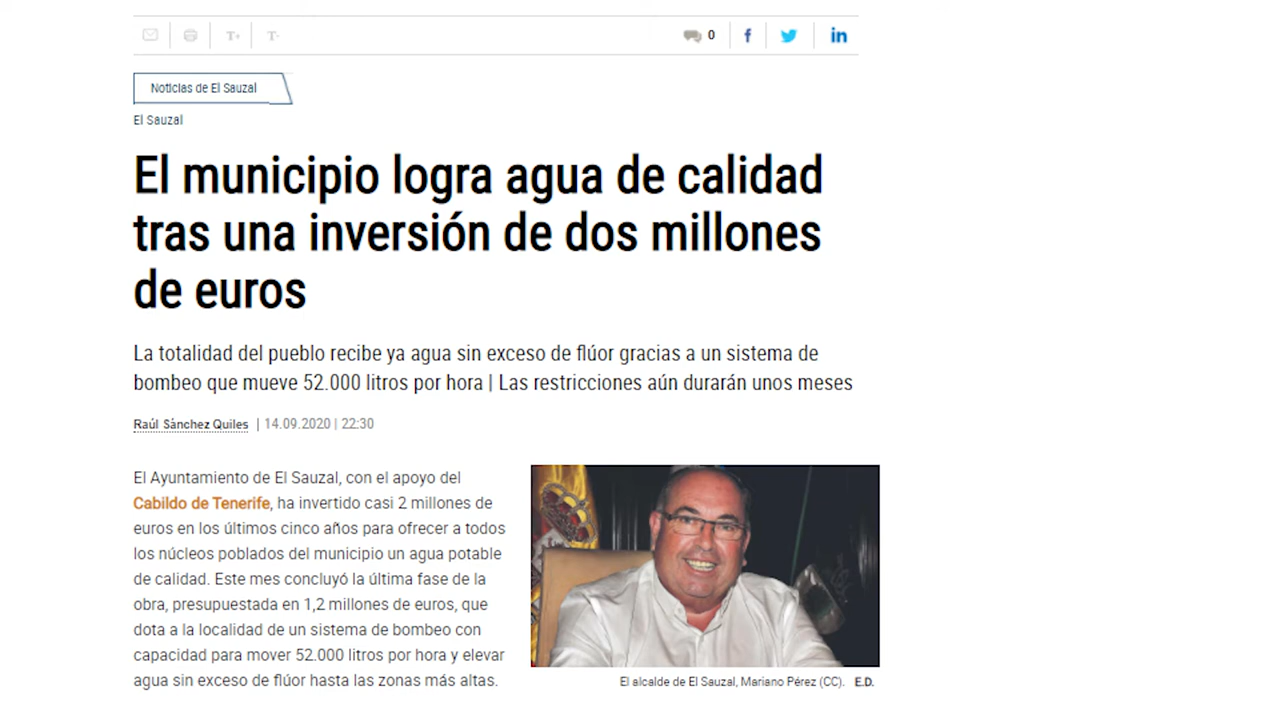 T+
T-
0
f
in
Noticias de El Sauzal
El Sauzal
El municipio logra agua de calidad
tras una inversión de dos millones
de euros
La totalidad del pueblo recibe ya agua sin exceso de flúor gracias a un sistema de
bombeo que mueve 52.000 litros por hora | Las restricciones aún durarán unos meses
Raúl Sánchez Quiles | 14.09.2020 | 22:30
El Ayuntamiento de El Sauzal, con el apoyo del
Cabildo de Tenerife, ha invertido casi 2 millones de
euros en los últimos cinco años para ofrecer a todos
los núcleos poblados del municipio un agua potable
de calidad. Este mes concluyó la última fase de la
obra, presupuestada en 1,2 millones de euros, que
dota a la localidad de un sistema de bombeo con
capacidad para mover 52.000 litros por hora y elevar
agua sin exceso de flúor hasta las zonas más altas.
El alcalde de El Sauzal, Mariano Pérez (CC). E.D.